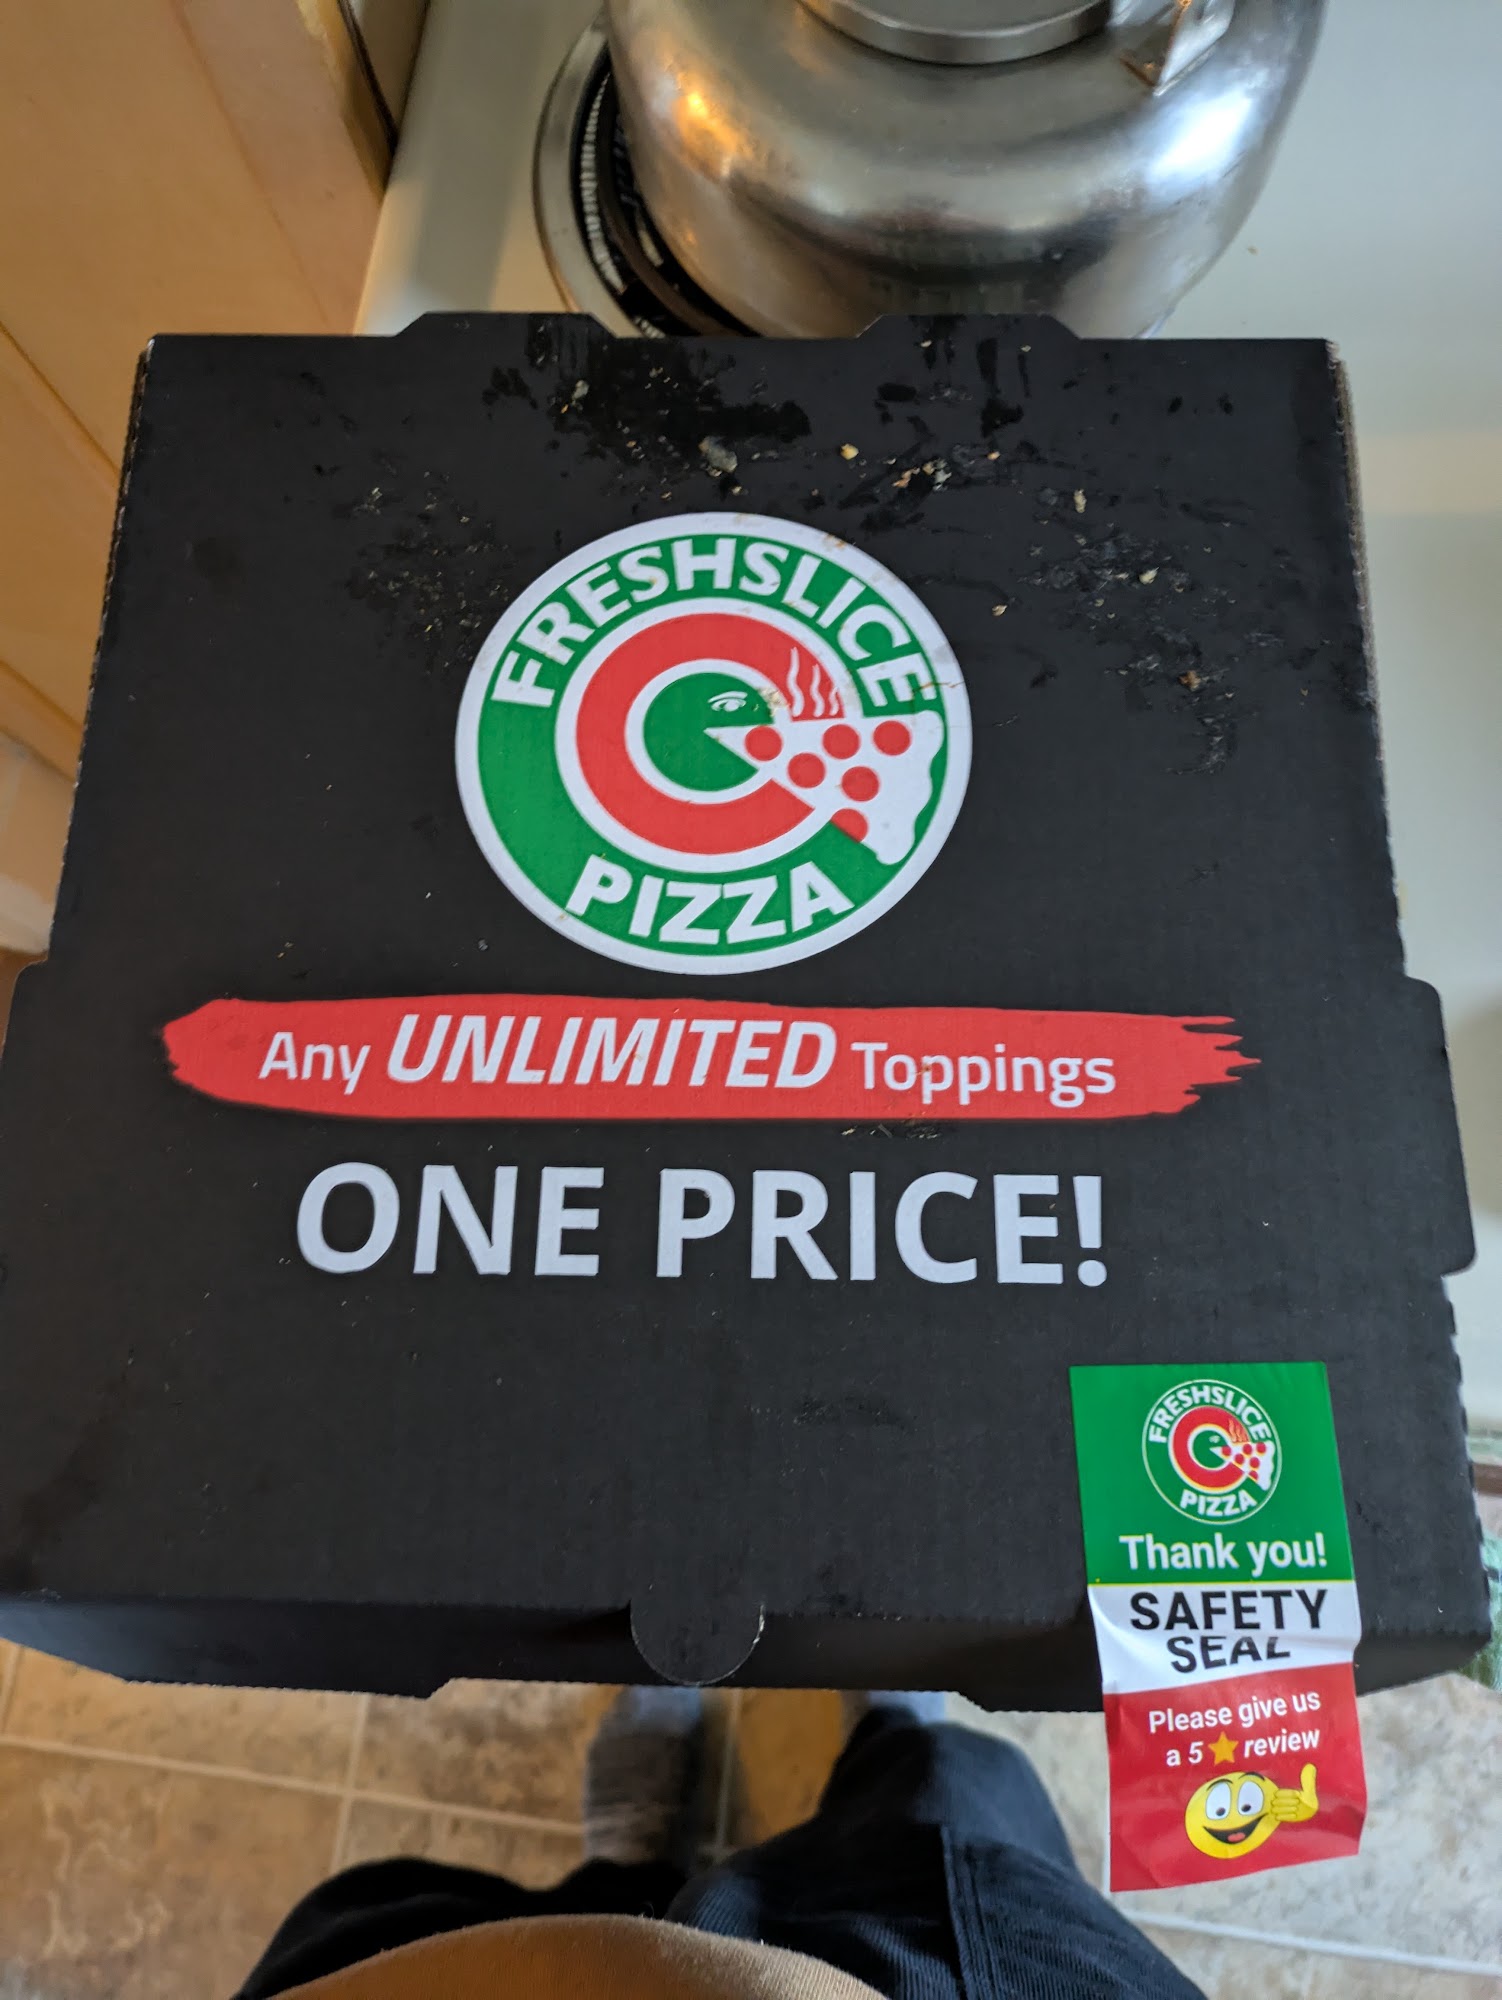 FRESHSLICE
PIZZA
Any UNLIMITED Toppings
ONE PRICE!
FRESHSLICE
PIZZA
Thank you!
SAFETY
SEAL
Please give us
a 5 review